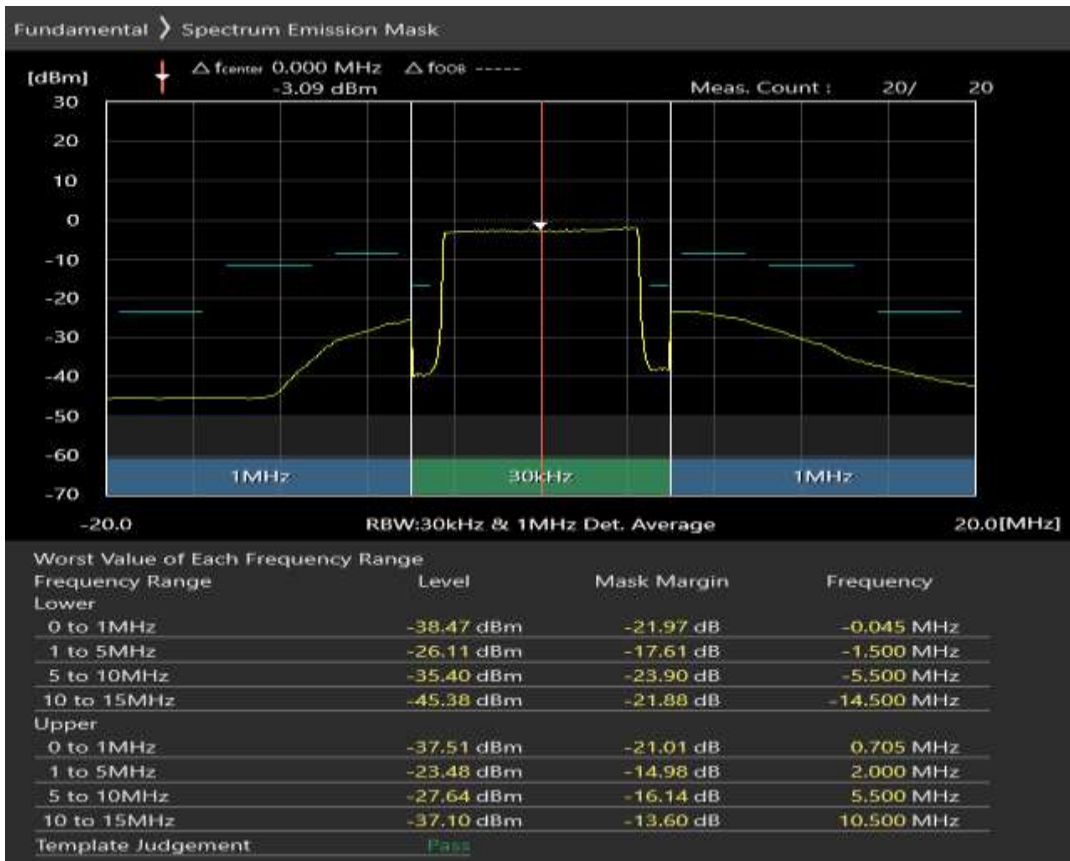 Fundamental ❯ Spectrum Emission Mask
[dBm] △ fcenter 0.000 MHz △ fOOB -----
-3.09 dBm Meas. Count : 20/ 20
30
20
10
0
-10
-20
-30
-40
-50
-60
1MHz 30kHz 1MHz
-70
-20.0 RBW:30kHz & 1MHz Det. Average 20.0[MHz]
Worst Value of Each Frequency Range
Frequency Range Level Mask Margin Frequency
Lower
0 to 1MHz -38.47 dBm -21.97 dB -0.045 MHz
1 to 5MHz -26.11 dBm -17.61 dB -1.500 MHz
5 to 10MHz -35.40 dBm -23.90 dB -5.500 MHz
10 to 15MHz -45.38 dBm -21.88 dB -14.500 MHz
Upper
0 to 1MHz -37.51 dBm -21.01 dB 0.705 MHz
1 to 5MHz -23.48 dBm -14.98 dB 2.000 MHz
5 to 10MHz -27.64 dBm -16.14 dB 5.500 MHz
10 to 15MHz -37.10 dBm -13.60 dB 10.500 MHz
Template Judgement Pass